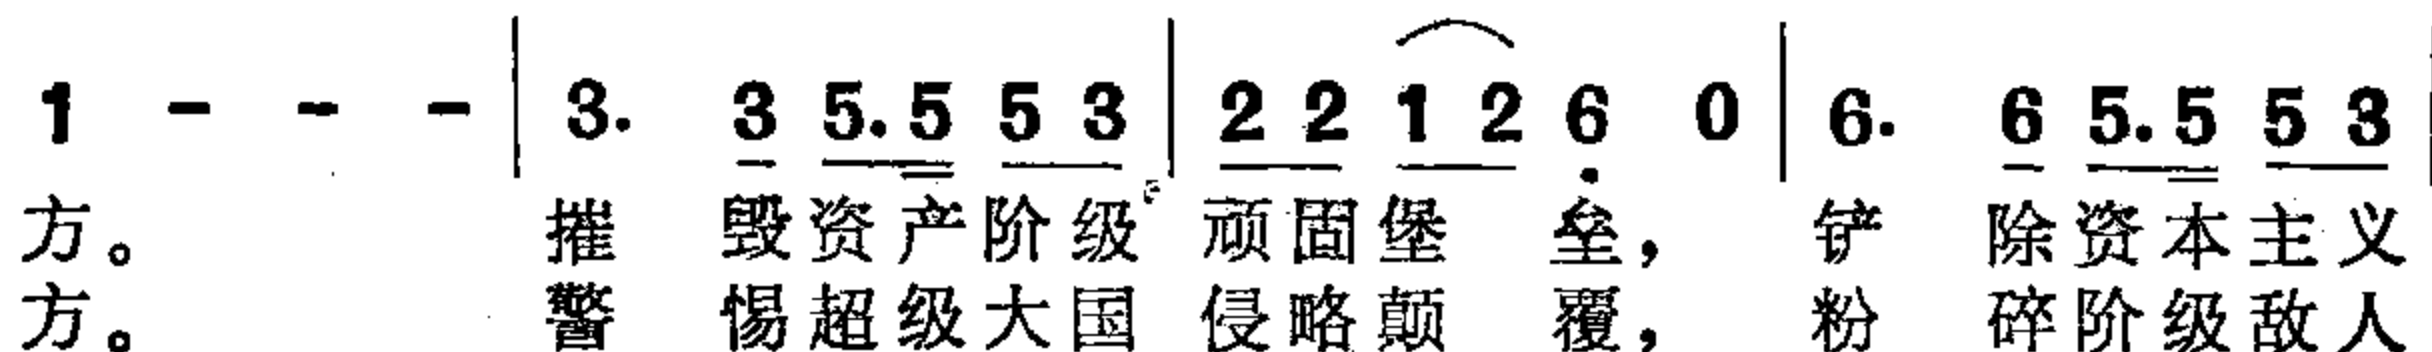 1 - - - | 3. 3 5.5 5 3 | 2 2 1 2 6 0 | 6. 6 5.5 5 3
方。 摧 毁资产阶级 顽固堡 垒， 铲 除资本主义
方。 警 惕超级大国 侵略颠 覆， 粉 碎阶级敌人